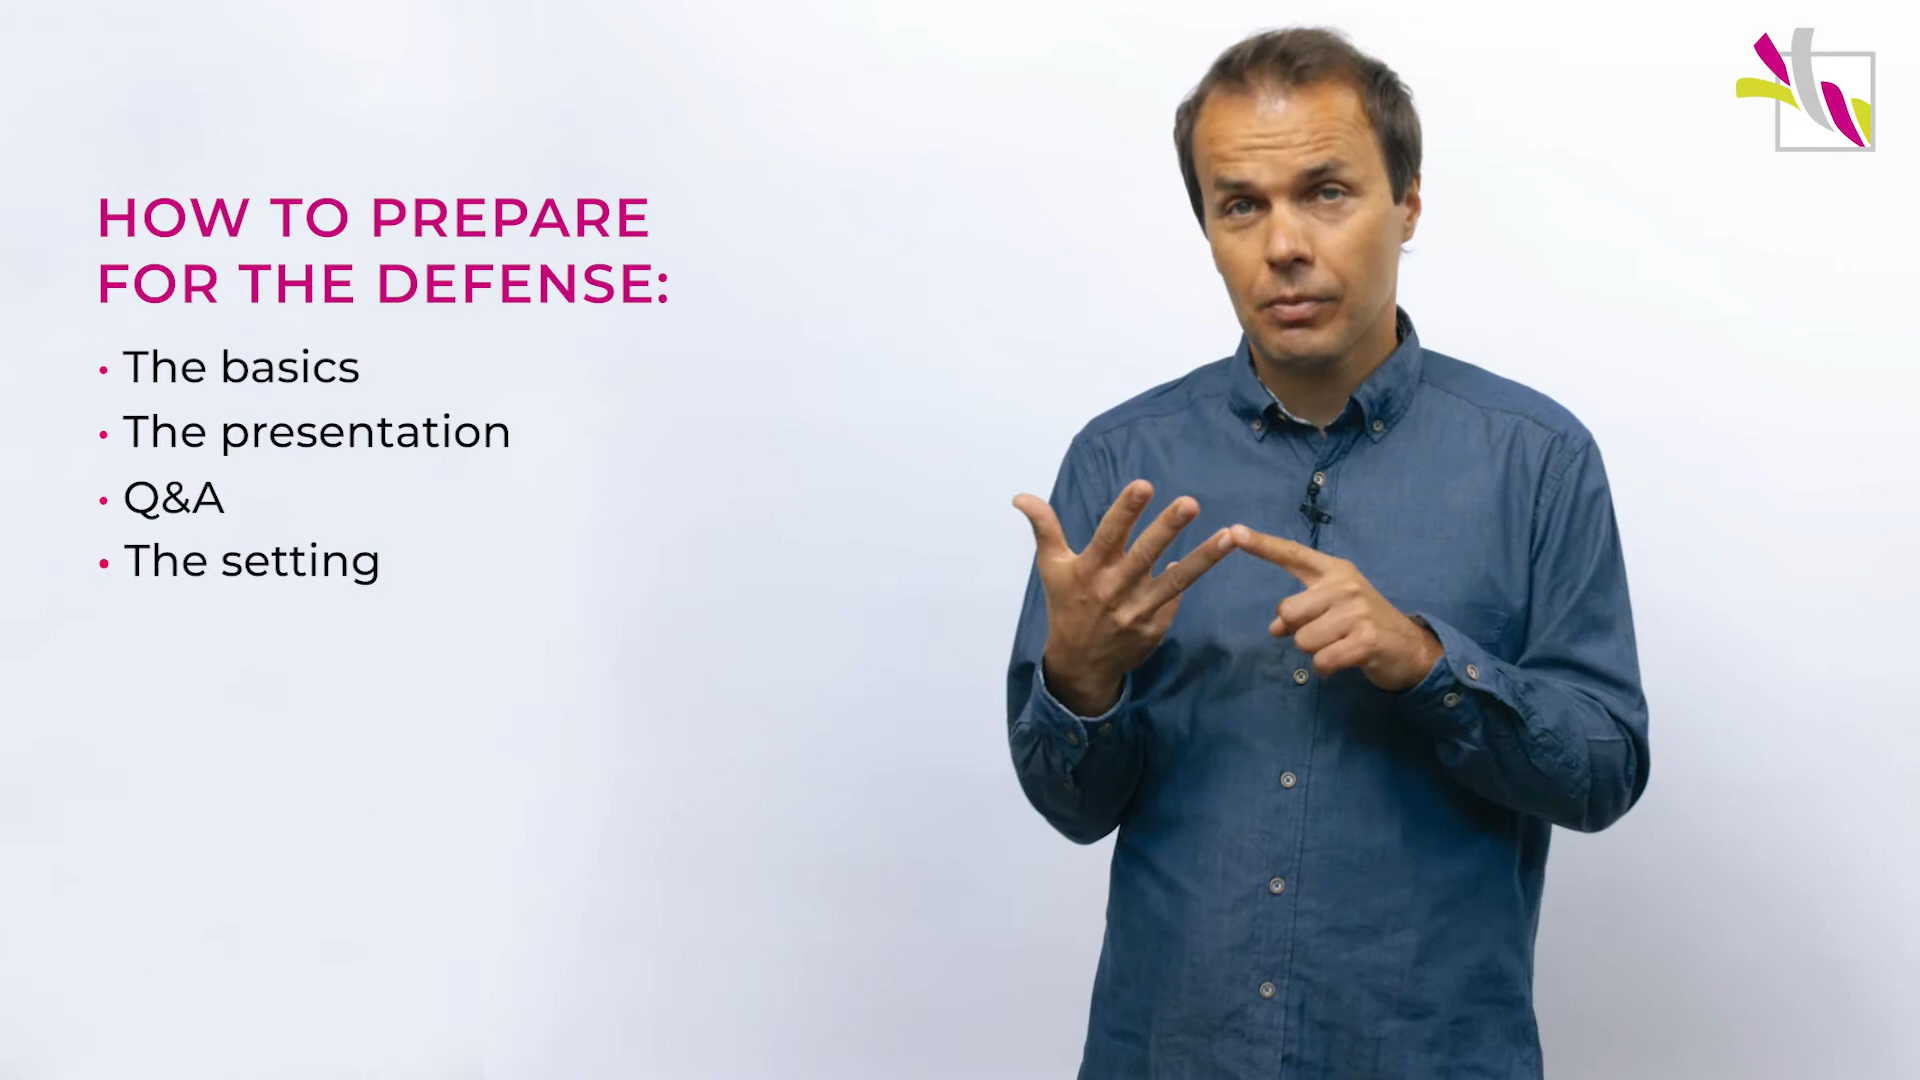 HOW TO PREPARE
FOR THE DEFENSE:
• The basics
• The presentation
• Q&A
• The setting